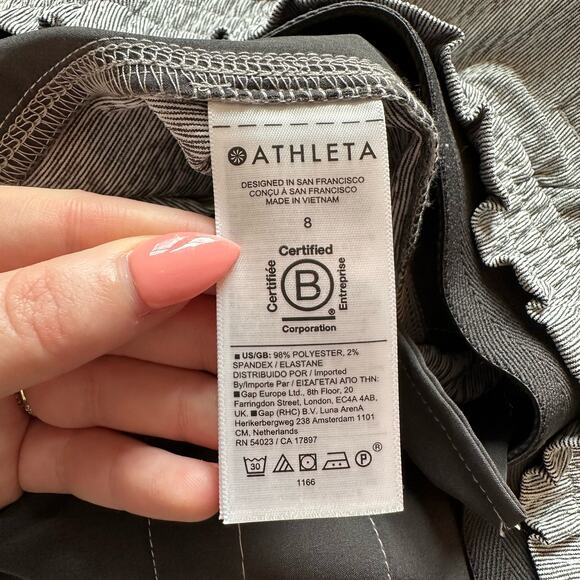 ATHLETA
DESIGNED IN SAN FRANCISCO
CONÇU À SAN FRANCISCO
MADE IN VIETNAM
8
Certified
Certifiée
B
Entreprise
®
Corporation
■ US/GB: 98% POLYESTER, 2%
SPANDEX / ELASTANE
DISTRIBUIDO POR / Imported
By/Importe Par / ΕΙΣΑΓΕΤΑΙ ΑΠΟ ΤΗΝ:
■ Gap Europe Ltd., 8th Floor, 20
Farringdon Street, London, EC4A 4AB,
U.K. ■ Gap (RHC) B.V. Luna ArenA
Herikerbergweg 238 Amsterdam 1101
CM, Netherlands
RN 54023 / CA 17897
30 P ®
1166